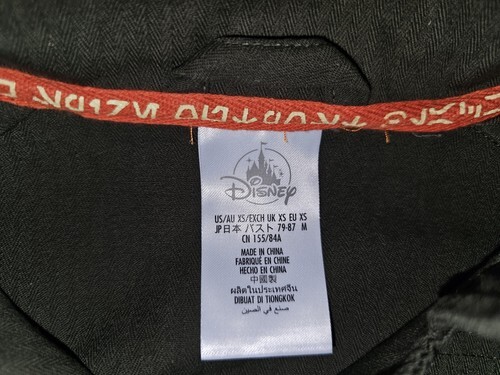 Disney
US/AU XS/EXCH UK XS EU XS
JP日本 バスト 79-87 M
CN 155/84A
MADE IN CHINA
FABRIQUÉ EN CHINE
HECHO EN CHINA
中國製
ผลิตในประเทศจีน
DIBUAT DI TIONGKOK
صنع في الصين